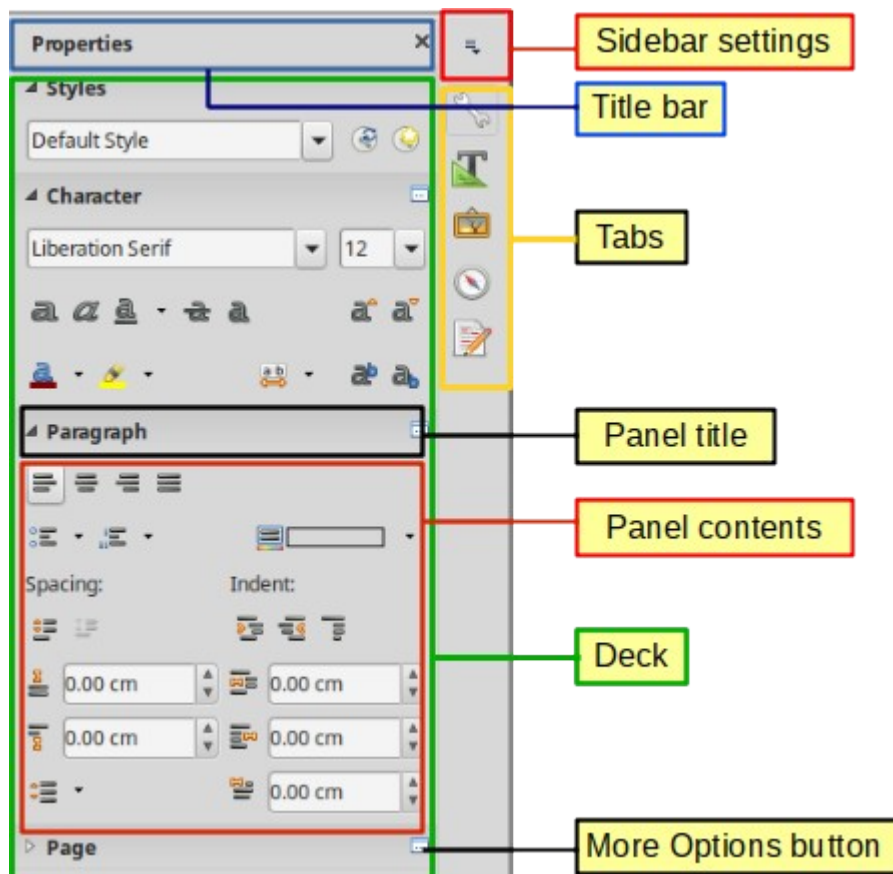 Properties
Sidebar settings
Styles
Title bar
Default Style
Character
Tabs
Liberation Serif 12
Paragraph
Panel title
Panel contents
Spacing: Indent:
Deck
0.00 cm 0.00 cm
0.00 cm 0.00 cm
0.00 cm
Page
More Options button